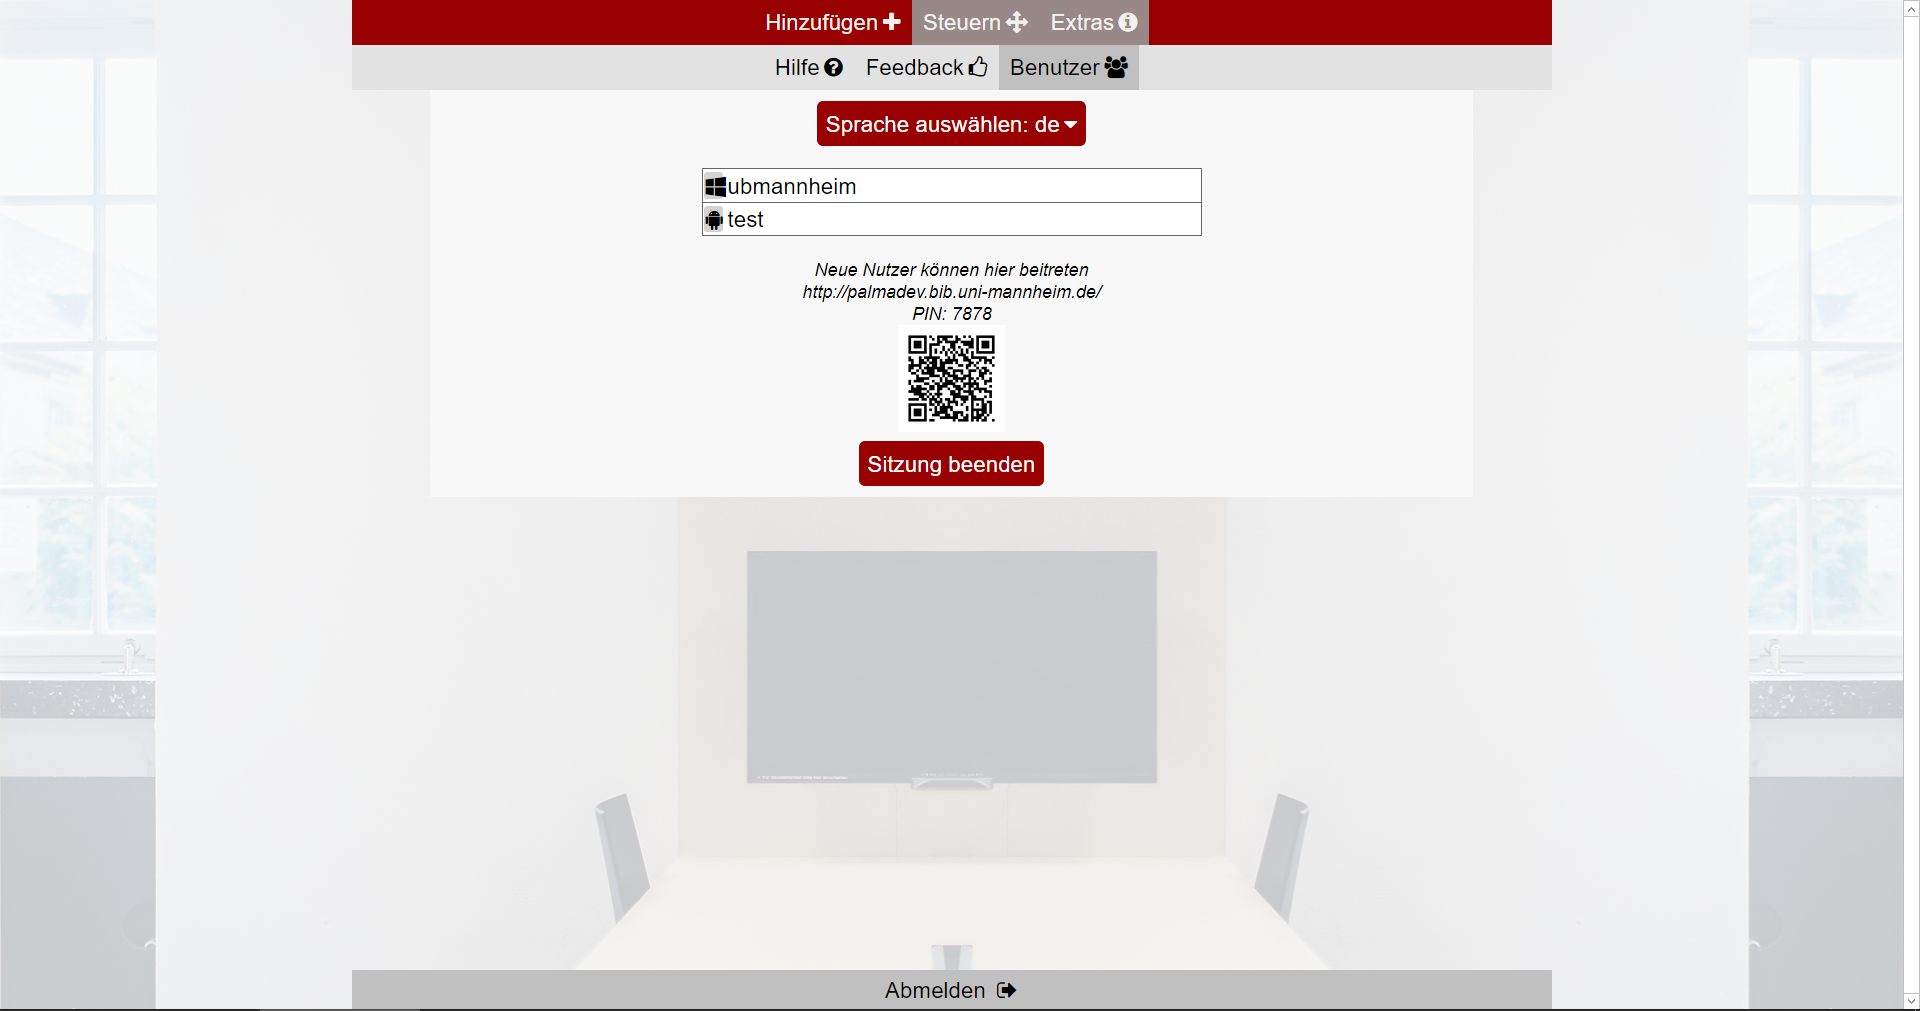 Hinzufügen Steuern Extras
Hilfe Feedback Benutzer
Sprache auswählen: de
ubmannheim
test
Neue Nutzer können hier beitreten
http://palmadev.bib.uni-mannheim.de/
PIN: 7878
Sitzung beenden
Abmelden